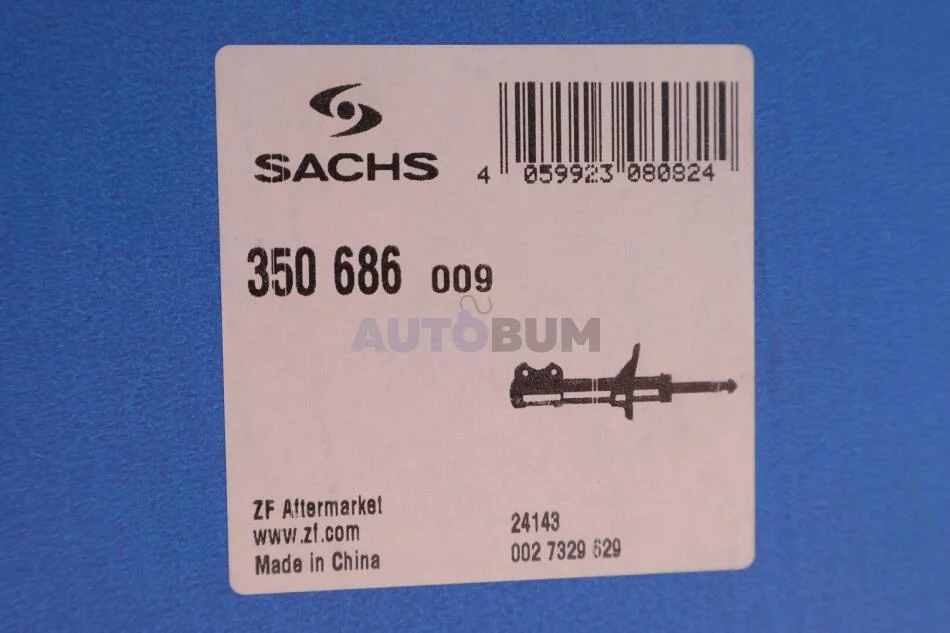 SACHS
4 059923 080824
350 686 009
AUTOBUM
ZF Aftermarket
www.zf.com
Made in China
24143
002 7329 629